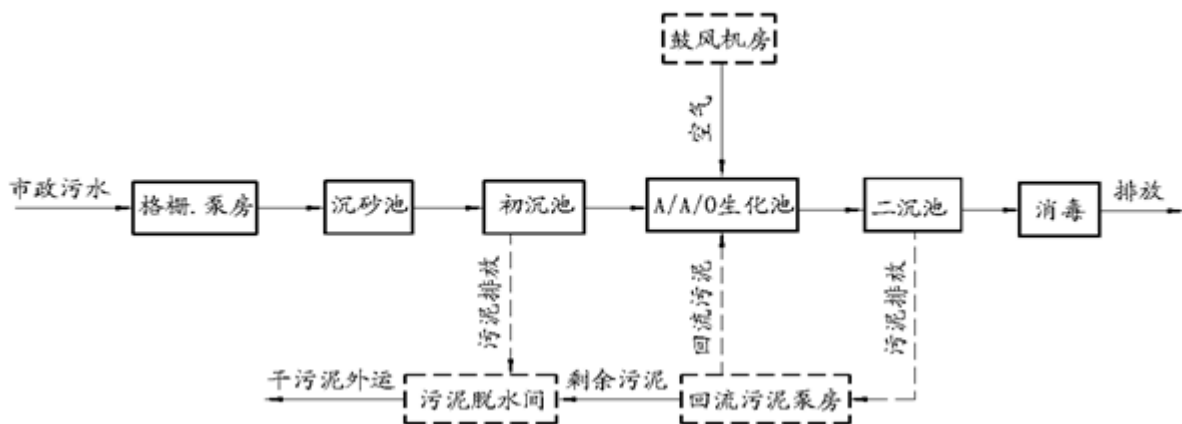 鼓风机房
空气
市政污水
格栅.泵房
沉砂池
初沉池
A/A/O生化池
二沉池
消毒
排放
污泥排放
回流污泥
污泥排放
干污泥外运
污泥脱水间
剩余污泥
回流污泥泵房